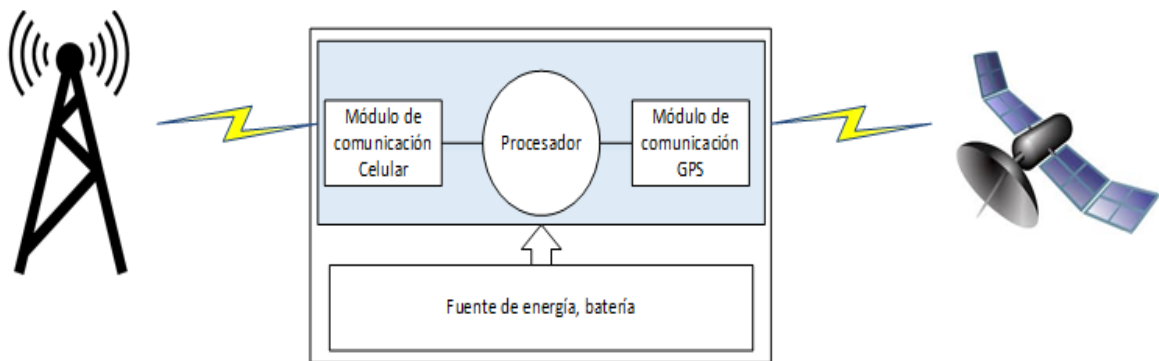 Módulo de
comunicación
Celular
Procesador
Módulo de
comunicación
GPS
Fuente de energía, batería